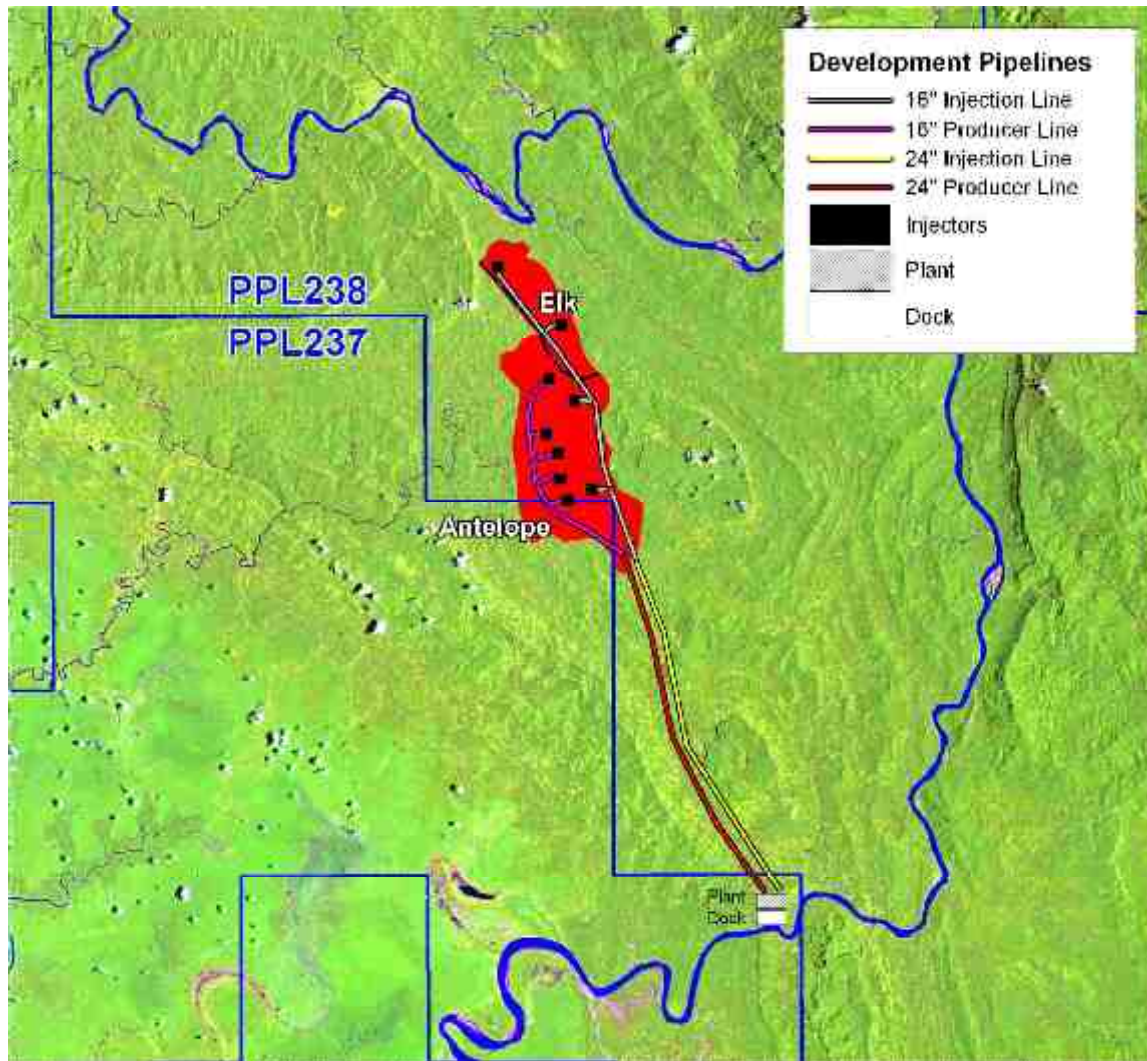 Development Pipelines
16" Injection Line
16" Producer Line
24" Injection Line
24" Producer Line
Injectors
Plant
Dock
PPL238
PPL237
Elk
Antelope
Plant
Dock